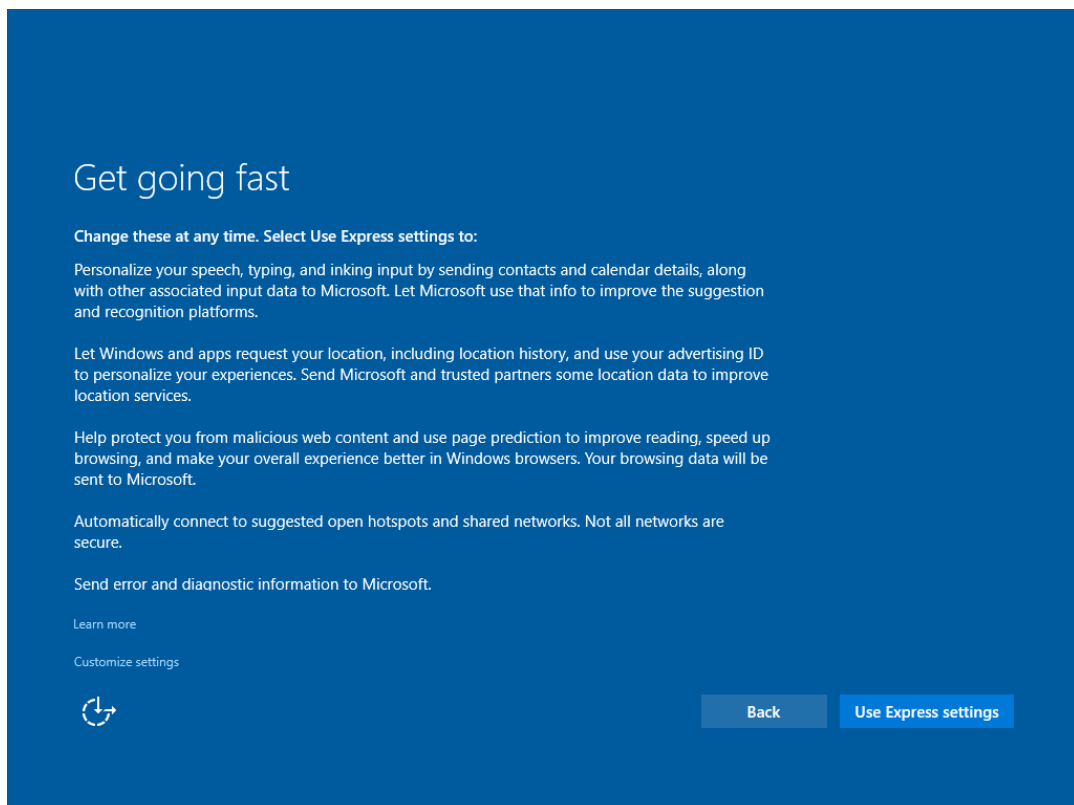 Get going fast
Change these at any time. Select Use Express settings to:
Personalize your speech, typing, and inking input by sending contacts and calendar details, along
with other associated input data to Microsoft. Let Microsoft use that info to improve the suggestion
and recognition platforms.
Let Windows and apps request your location, including location history, and use your advertising ID
to personalize your experiences. Send Microsoft and trusted partners some location data to improve
location services.
Help protect you from malicious web content and use page prediction to improve reading, speed up
browsing, and make your overall experience better in Windows browsers. Your browsing data will be
sent to Microsoft.
Automatically connect to suggested open hotspots and shared networks. Not all networks are
secure.
Send error and diagnostic information to Microsoft.
Learn more
Customize settings
Back
Use Express settings